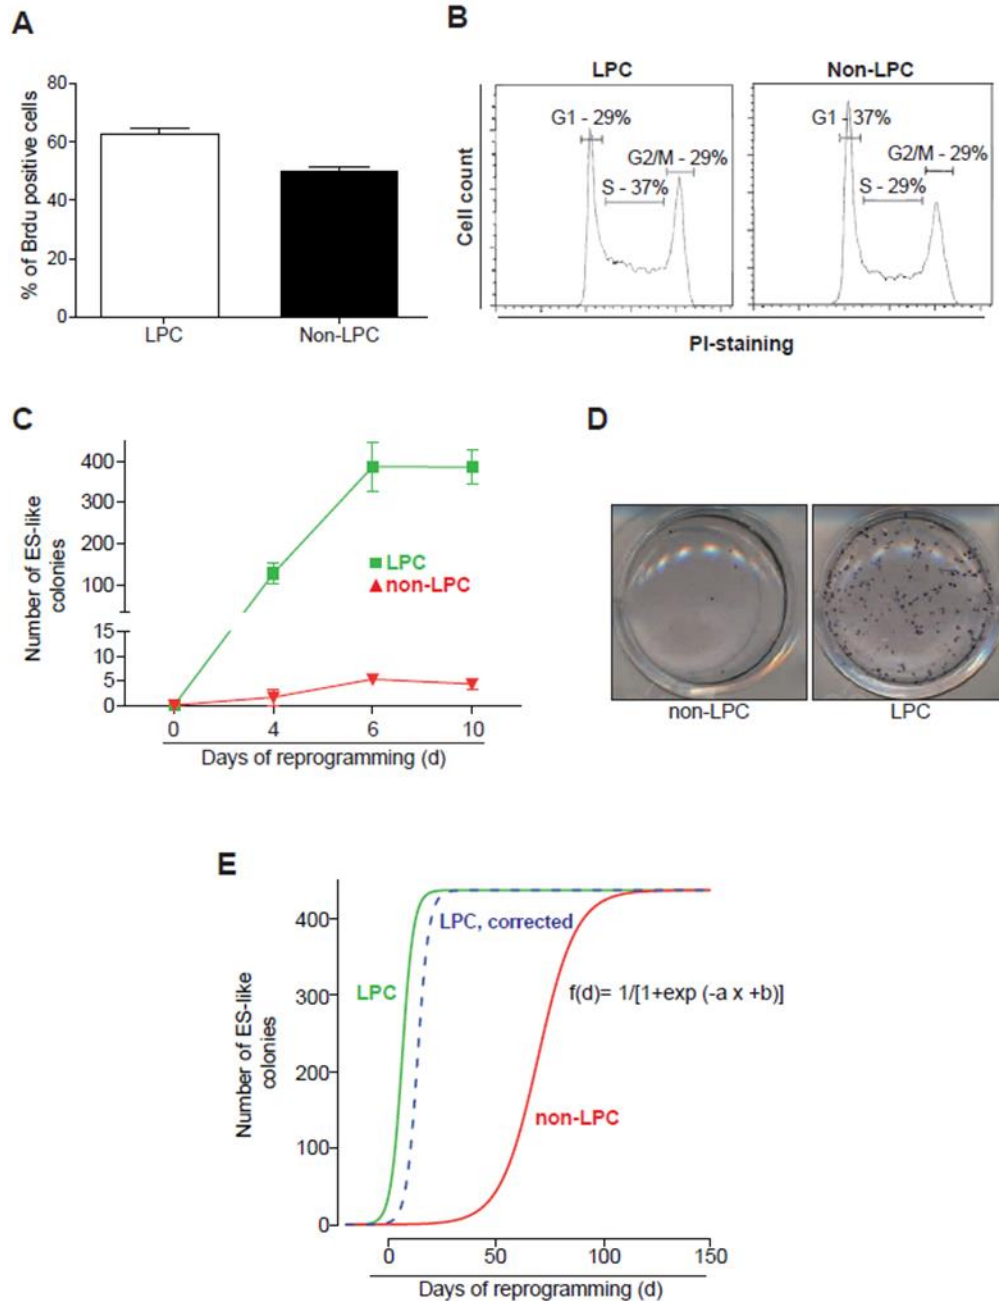 A
80
60
40
20
0
% of Brdu positive cells
LPC
Non-LPC
B
LPC
Non-LPC
G1 - 29%
G2/M - 29%
S - 37%
G1 - 37%
G2/M - 29%
S - 29%
Cell count
PI-staining
C
400
300
200
100
15
10
5
0
Number of ES-like
colonies
LPC
non-LPC
0
4
6
10
Days of reprogramming (d)
D
non-LPC
LPC
E
400
300
200
100
0
Number of ES-like
colonies
LPC
LPC, corrected
f(d)= 1/[1+exp (-a x +b)]
non-LPC
0
50
100
150
Days of reprogramming (d)